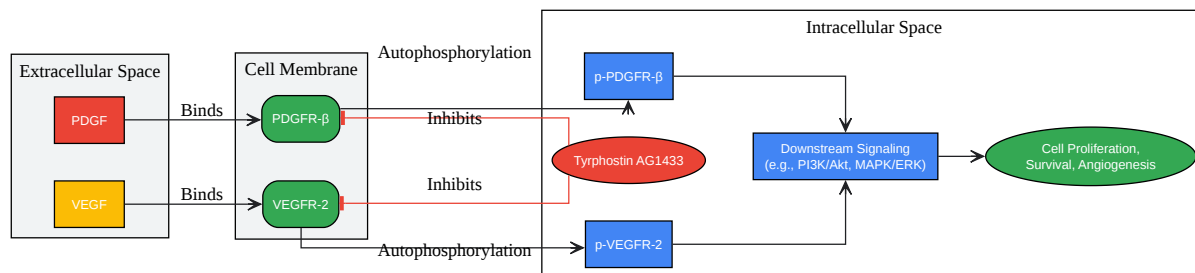 Extracellular Space
PDGF
VEGF
Binds
Binds
Cell Membrane
PDGFR-β
VEGFR-2
Autophosphorylation
Inhibits
Inhibits
Autophosphorylation
Intracellular Space
p-PDGFR-β
Tyrphostin AG1433
p-VEGFR-2
Downstream Signaling
(e.g., PI3K/Akt, MAPK/ERK)
Cell Proliferation,
Survival, Angiogenesis